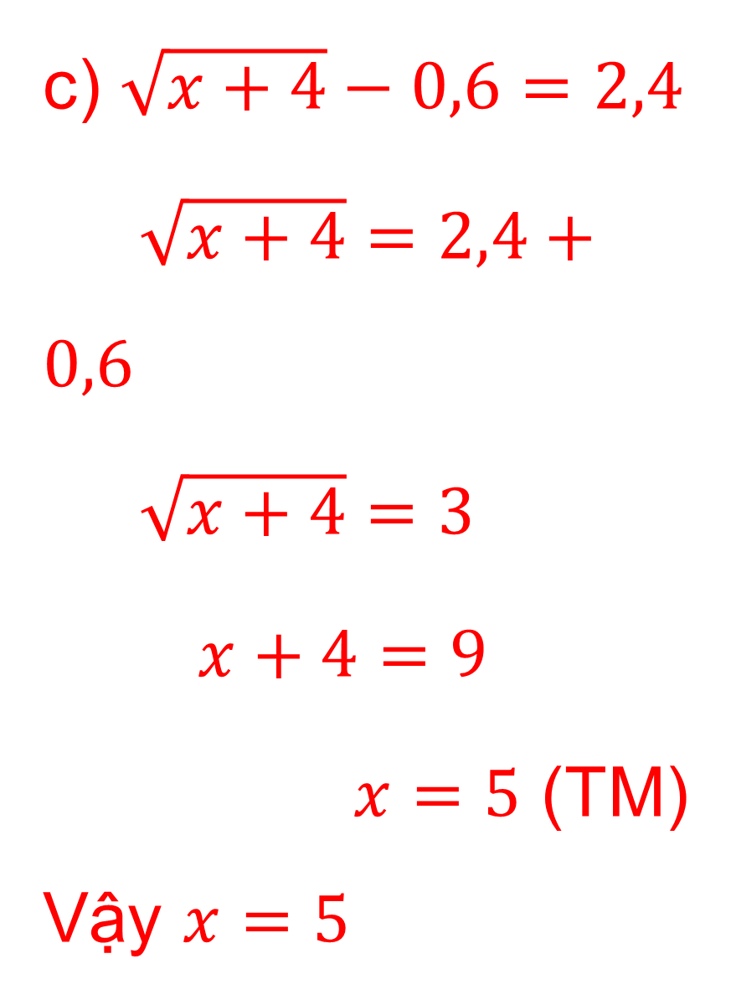 c) √(x + 4) − 0,6 = 2,4
√(x + 4) = 2,4 +
0,6
√(x + 4) = 3
x + 4 = 9
x = 5 (TM)
Vậy x = 5